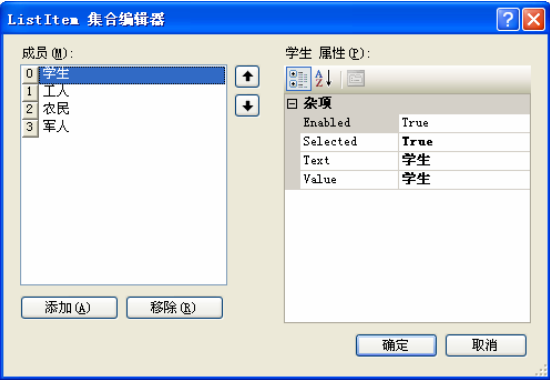 ListItem 集合编辑器
成员(M):
0 学生
1 工人
2 农民
3 军人
添加(A)
移除(R)
学生 属性(P):
杂项
Enabled True
Selected True
Text 学生
Value 学生
确定
取消